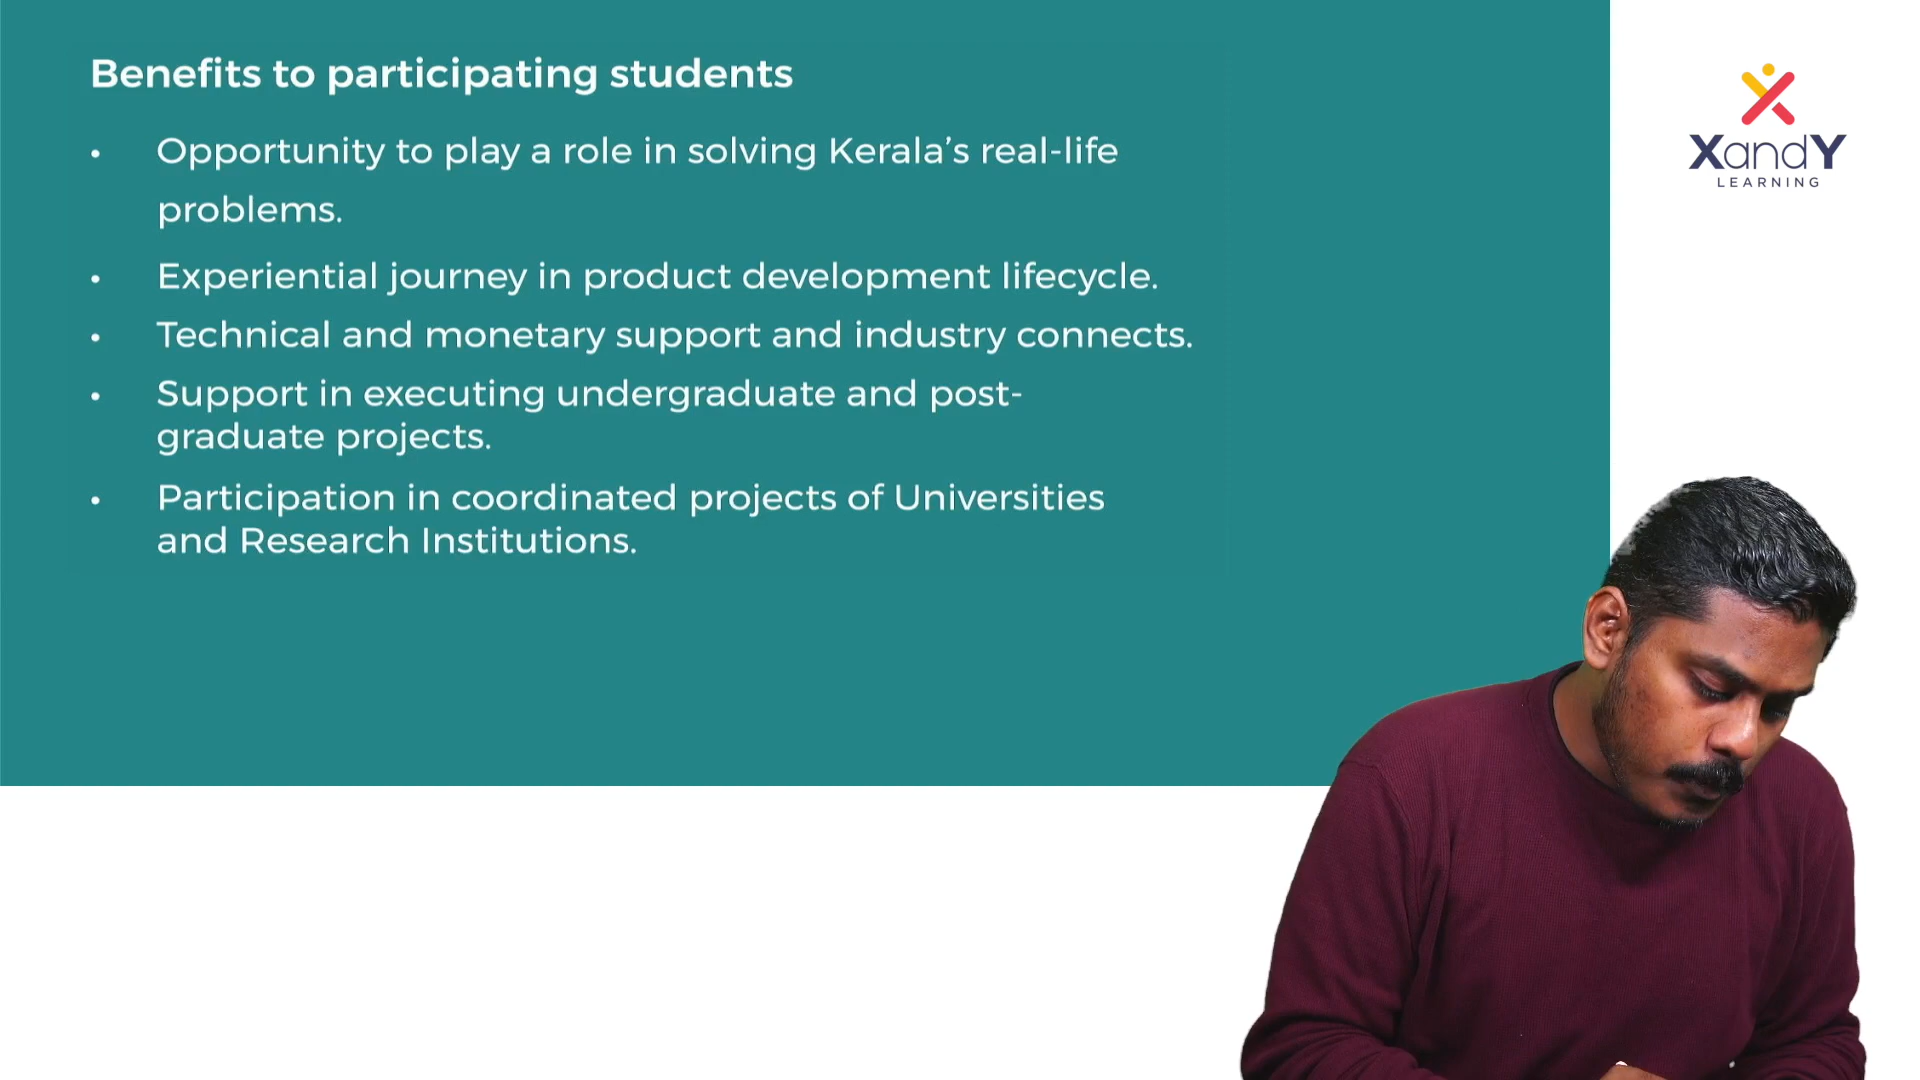 Benefits to participating students
• Opportunity to play a role in solving Kerala’s real-life
problems.
• Experiential journey in product development lifecycle.
• Technical and monetary support and industry connects.
• Support in executing undergraduate and post-
graduate projects.
• Participation in coordinated projects of Universities
and Research Institutions.
XandY
LEARNING